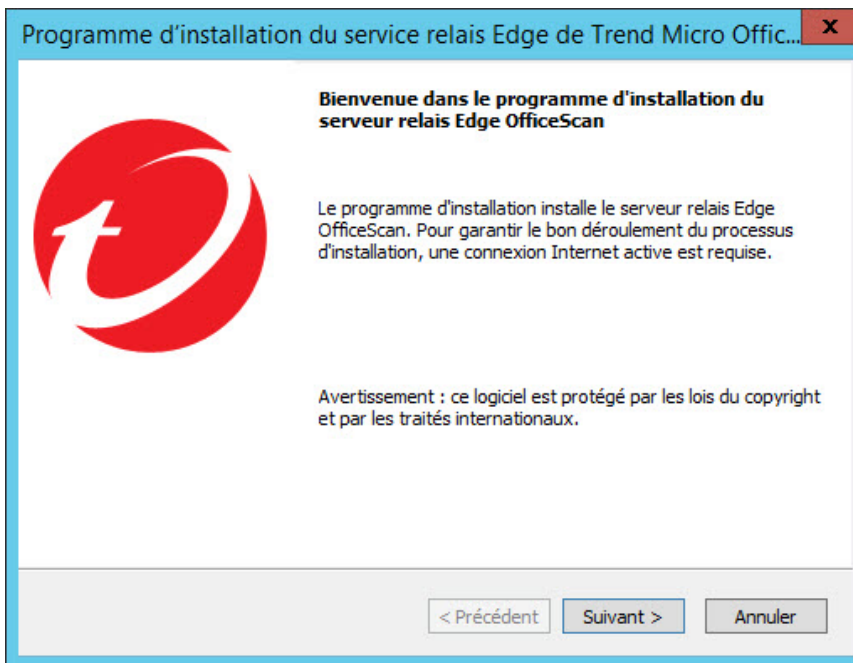 Programme d'installation du service relais Edge de Trend Micro Offic...
x
Bienvenue dans le programme d'installation du
serveur relais Edge OfficeScan
Le programme d'installation installe le serveur relais Edge
OfficeScan. Pour garantir le bon déroulement du processus
d'installation, une connexion Internet active est requise.
Avertissement : ce logiciel est protégé par les lois du copyright
et par les traités internationaux.
< Précédent
Suivant >
Annuler